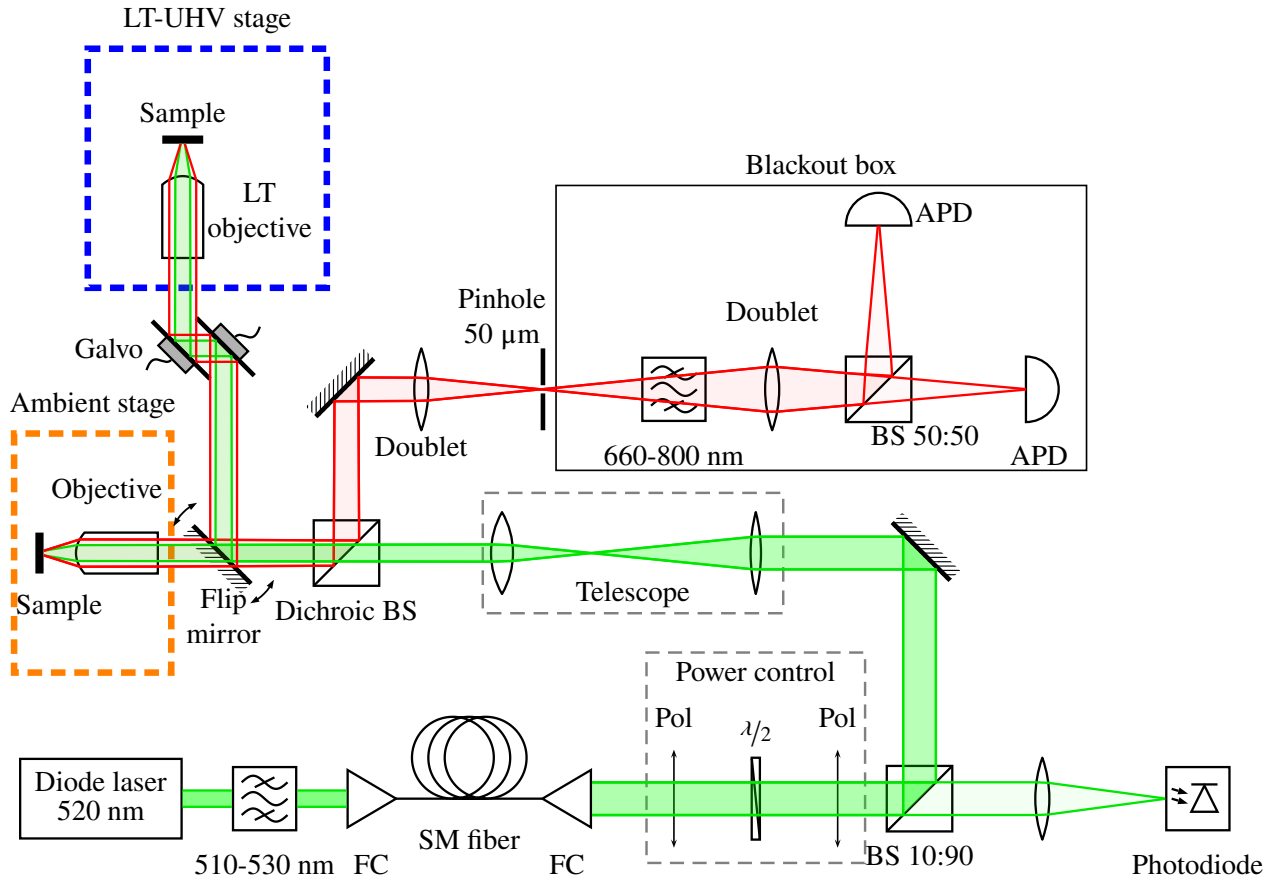 LT-UHV stage
Sample
LT
objective
Blackout box
APD
Pinhole
50 µm
Doublet
Galvo
Ambient stage
Doublet
BS 50:50
660-800 nm
APD
Objective
Sample
Flip
mirror
Dichroic BS
Telescope
Power control
Pol
λ/2
Pol
Diode laser
520 nm
SM fiber
510-530 nm
FC
FC
BS 10:90
Photodiode